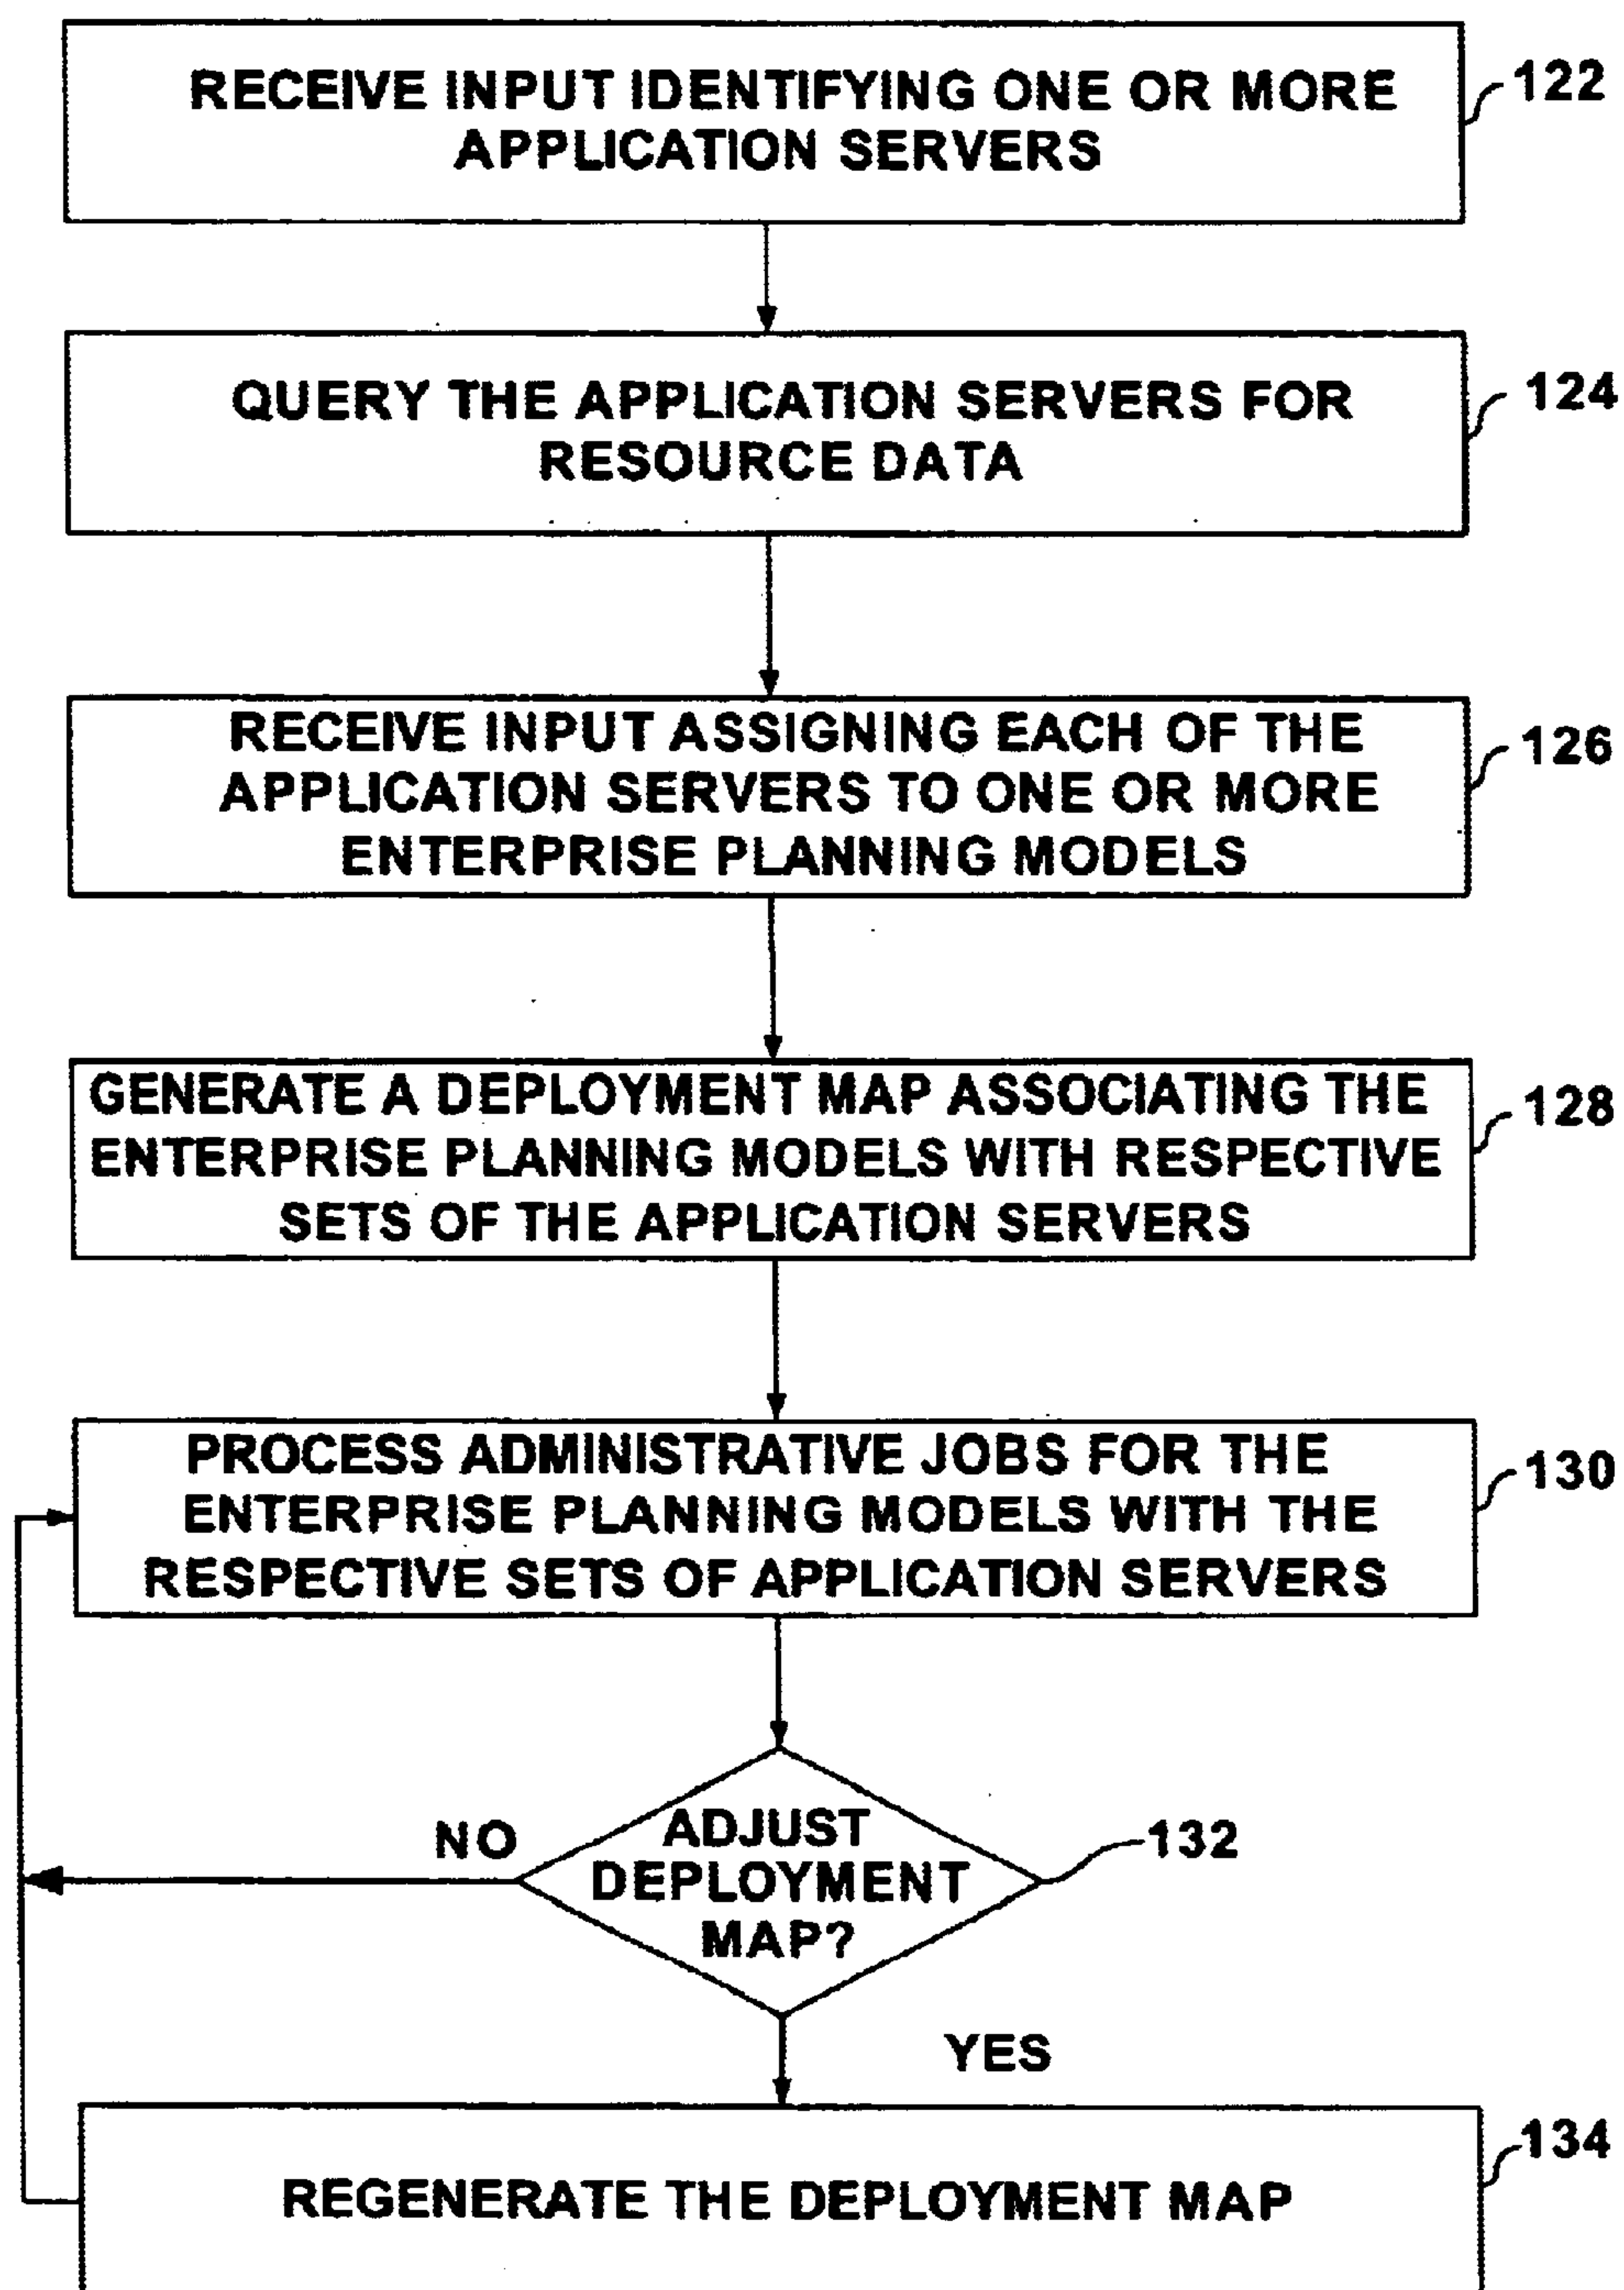 RECEIVE INPUT IDENTIFYING ONE OR MORE
APPLICATION SERVERS
122
QUERY THE APPLICATION SERVERS FOR
RESOURCE DATA
124
RECEIVE INPUT ASSIGNING EACH OF THE
APPLICATION SERVERS TO ONE OR MORE
ENTERPRISE PLANNING MODELS
126
GENERATE A DEPLOYMENT MAP ASSOCIATING THE
ENTERPRISE PLANNING MODELS WITH RESPECTIVE
SETS OF THE APPLICATION SERVERS
128
PROCESS ADMINISTRATIVE JOBS FOR THE
ENTERPRISE PLANNING MODELS WITH THE
RESPECTIVE SETS OF APPLICATION SERVERS
130
NO
ADJUST
DEPLOYMENT
MAP?
132
YES
REGENERATE THE DEPLOYMENT MAP
134